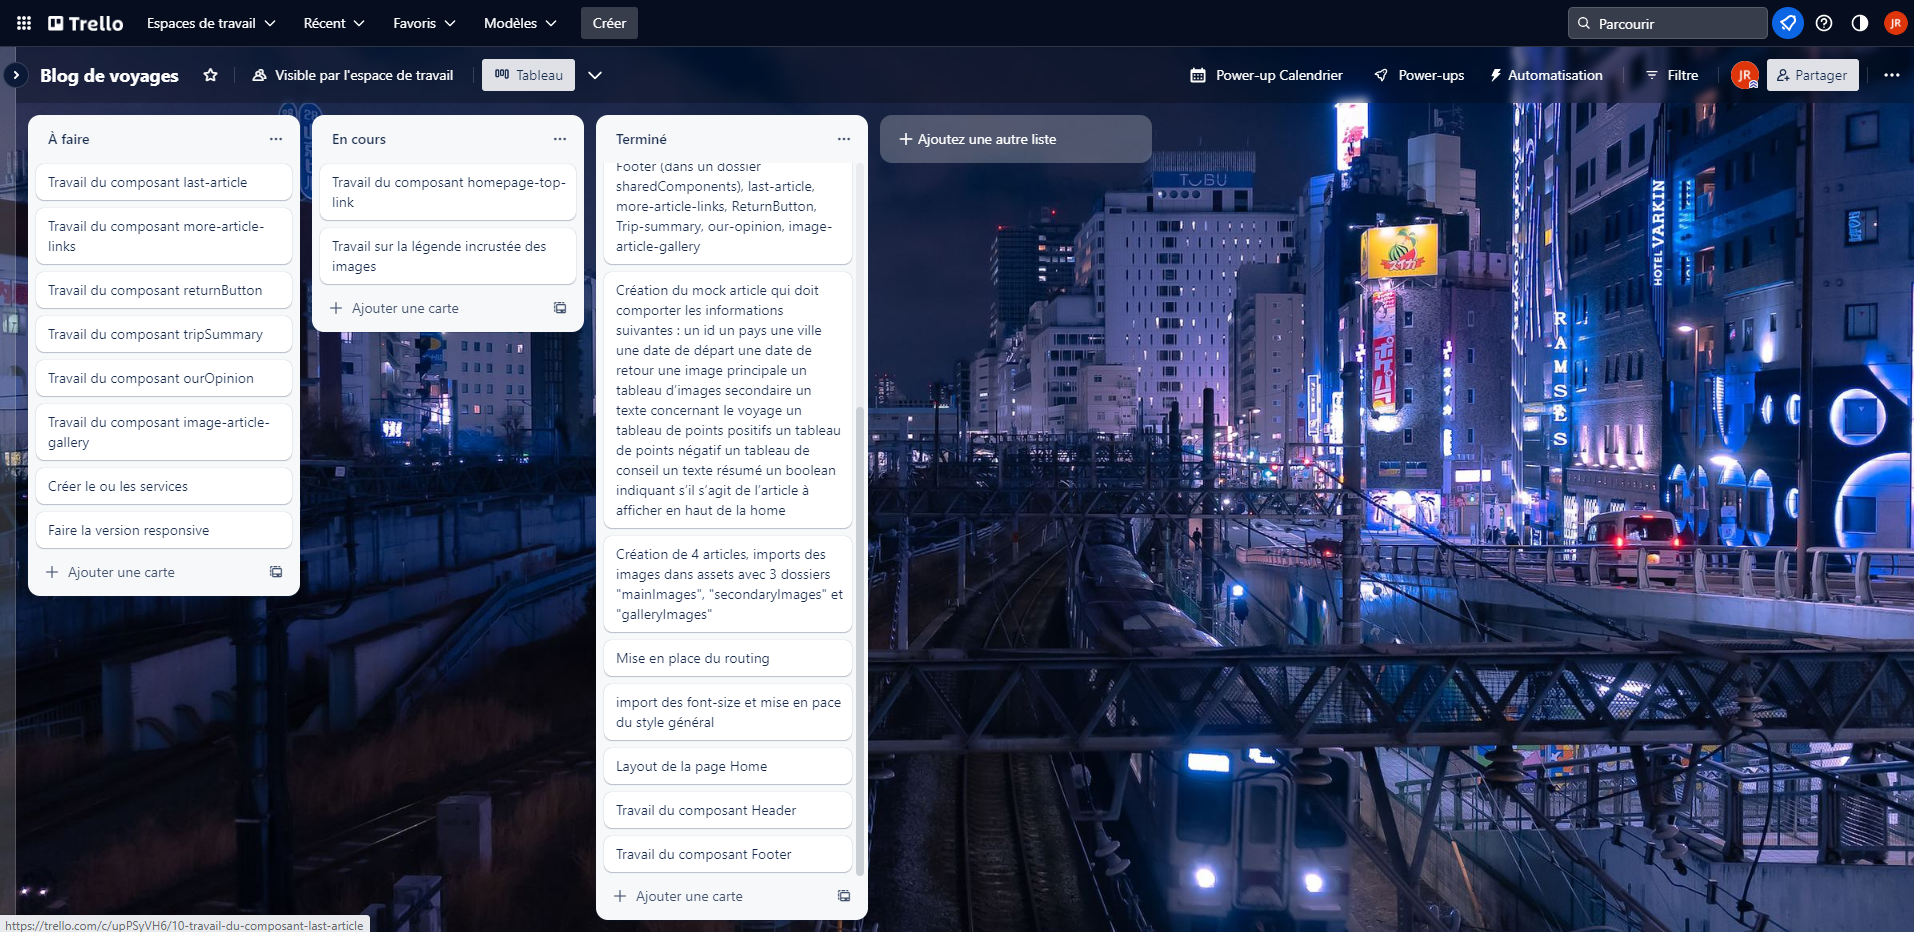 Trello
Espaces de travail
Récent
Favoris
Modèles
Créer
Parcourir
JR
Blog de voyages
Visible par l'espace de travail
Tableau
Power-up Calendrier
Power-ups
Automatisation
Filtre
JR
Partager
À faire
Travail du composant last-article
Travail du composant more-article-
links
Travail du composant returnButton
Travail du composant tripSummary
Travail du composant ourOpinion
Travail du composant image-article-
gallery
Créer le ou les services
Faire la version responsive
Ajouter une carte
En cours
Travail du composant homepage-top-
link
Travail sur la légende incrustée des
images
Ajouter une carte
Terminé
Footer (dans un dossier
sharedComponents), last-article,
more-article-links, ReturnButton,
Trip-summary, our-opinion, image-
article-gallery
Création du mock article qui doit
comporter les informations
suivantes : un id un pays une ville
une date de départ une date de
retour une image principale un
tableau d’images secondaire un
texte concernant le voyage un
tableau de points positifs un tableau
de points négatif un tableau de
conseil un texte résumé un boolean
indiquant s’il s’agit de l’article à
afficher en haut de la home
Création de 4 articles, imports des
images dans assets avec 3 dossiers
"mainImages", "secondaryImages" et
"galleryImages"
Mise en place du routing
import des font-size et mise en pace
du style général
Layout de la page Home
Travail du composant Header
Travail du composant Footer
Ajouter une carte
Ajoutez une autre liste
TOBU
スイカ
HOTEL VARKIN
RAMSES
https://trello.com/c/upPSyVH6/10-travail-du-composant-last-article